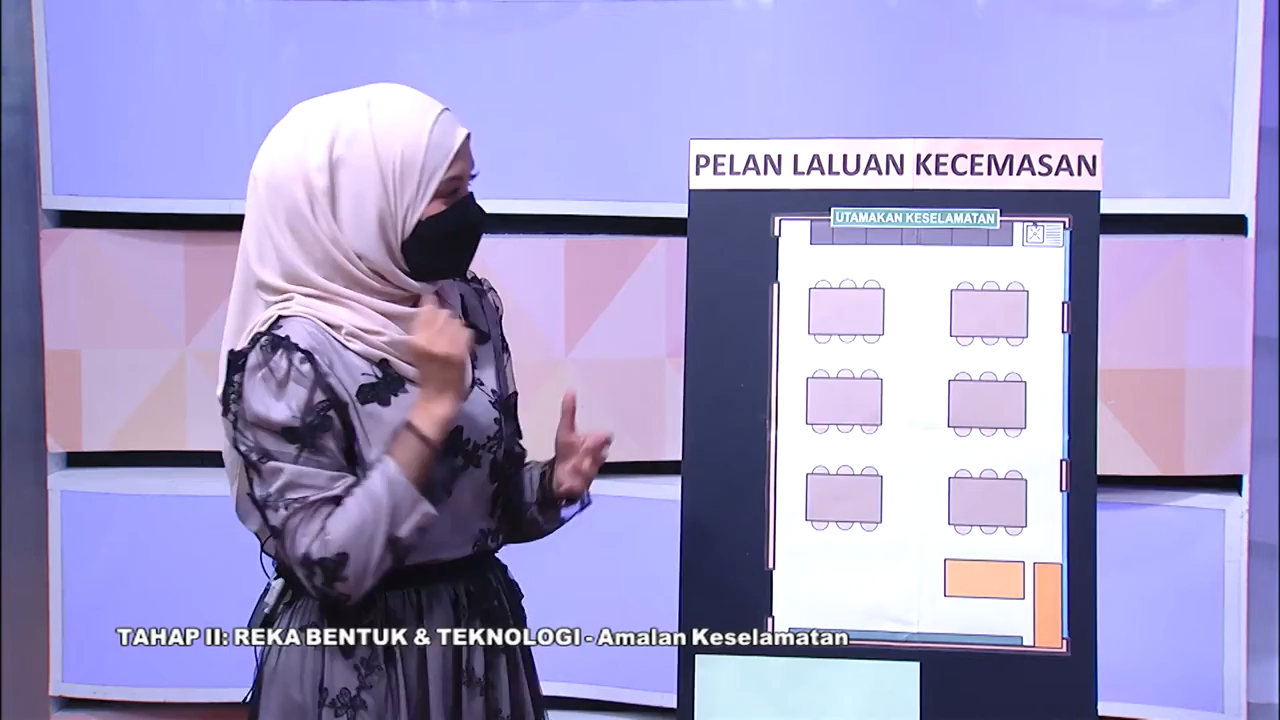 PELAN LALUAN KECEMASAN
UTAMAKAN KESELAMATAN
TAHAP II: REKA BENTUK & TEKNOLOGI - Amalan Keselamatan